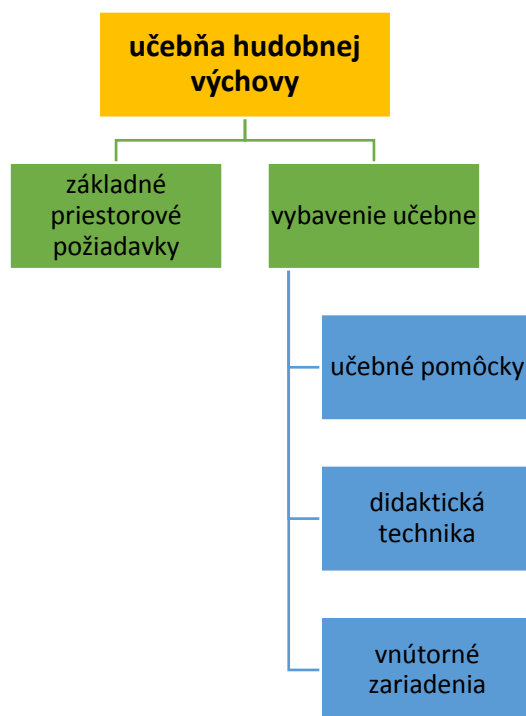 učebňa hudobnej
výchovy
základné
priestorové
požiadavky
vybavenie učebne
učebné pomôcky
didaktická
technika
vnútorné
zariadenia